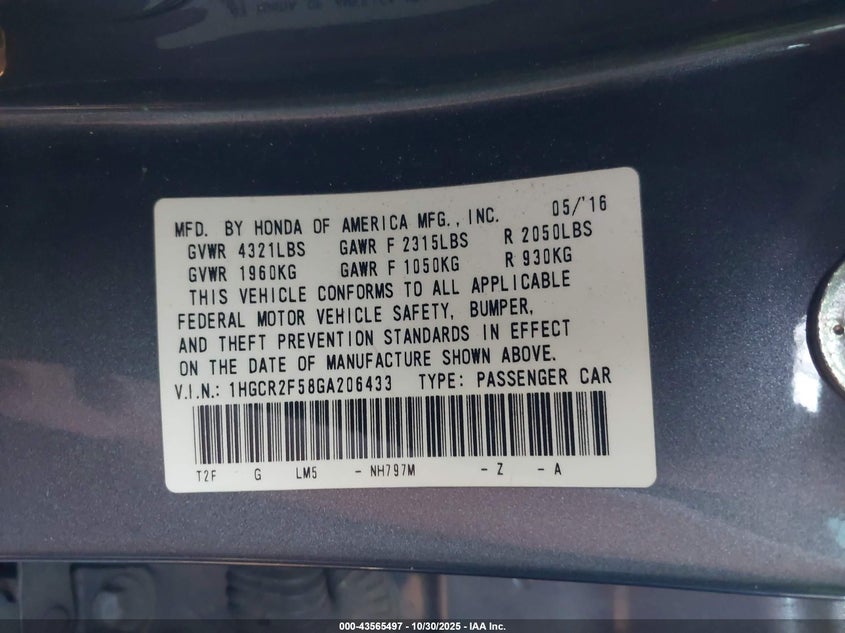 MFD. BY HONDA OF AMERICA MFG., INC. 05/'16
GVWR 4321LBS GAWR F 2315LBS R 2050LBS
GVWR 1960KG GAWR F 1050KG R 930KG
THIS VEHICLE CONFORMS TO ALL APPLICABLE
FEDERAL MOTOR VEHICLE SAFETY, BUMPER,
AND THEFT PREVENTION STANDARDS IN EFFECT
ON THE DATE OF MANUFACTURE SHOWN ABOVE.
V.I.N.: 1HGCR2F58GA206433 TYPE: PASSENGER CAR
T2F G LM5 - NH797M - Z - A
000-43565497 - 10/30/2025 - IAA Inc.